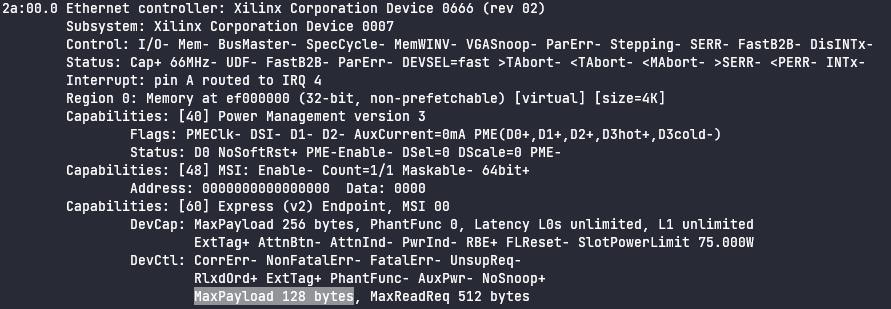 2a:00.0 Ethernet controller: Xilinx Corporation Device 0666 (rev 02)
Subsystem: Xilinx Corporation Device 0007
Control: I/O- Mem- BusMaster- SpecCycle- MemWINV- VGASnoop- ParErr- Stepping- SERR- FastB2B- DisINTx-
Status: Cap+ 66MHz- UDF- FastB2B- ParErr- DEVSEL=fast >TAbort- <TAbort- <MAbort- >SERR- <PERR- INTx-
Interrupt: pin A routed to IRQ 4
Region 0: Memory at ef000000 (32-bit, non-prefetchable) [virtual] [size=4K]
Capabilities: [40] Power Management version 3
Flags: PMEClk- DSI- D1- D2- AuxCurrent=0mA PME(D0+,D1+,D2+,D3hot+,D3cold-)
Status: D0 NoSoftRst+ PME-Enable- DSel=0 DScale=0 PME-
Capabilities: [48] MSI: Enable- Count=1/1 Maskable- 64bit+
Address: 0000000000000000  Data: 0000
Capabilities: [60] Express (v2) Endpoint, MSI 00
DevCap: MaxPayload 256 bytes, PhantFunc 0, Latency L0s unlimited, L1 unlimited
ExtTag+ AttnBtn- AttnInd- PwrInd- RBE+ FLReset- SlotPowerLimit 75.000W
DevCtl: CorrErr- NonFatalErr- FatalErr- UnsupReq-
RlxdOrd+ ExtTag+ PhantFunc- AuxPwr- NoSnoop+
MaxPayload 128 bytes, MaxReadReq 512 bytes